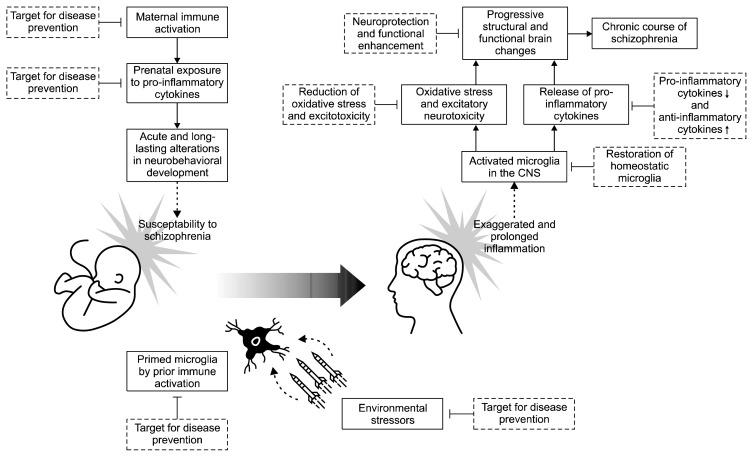 Target for disease
prevention
Maternal immune
activation
Target for disease
prevention
Prenatal exposure
to pro-inflammatory
cytokines
Acute and long-
lasting alterations
in neurobehavioral
development
Susceptability to
schizophrenia
Neuroprotection
and functional
enhancement
Progressive
structural and
functional brain
changes
Chronic course of
schizophrenia
Reduction of
oxidative stress
and excitotoxicity
Oxidative stress
and excitatory
neurotoxicity
Release of pro-
inflammatory
cytokines
Pro-inflammatory
cytokines ↓
and
anti-inflammatory
cytokines ↑
Activated microglia
in the CNS
Restoration of
homeostatic
microglia
Exaggerated and
prolonged
inflammation
Primed microglia
by prior immune
activation
Target for disease
prevention
Environmental
stressors
Target for disease
prevention